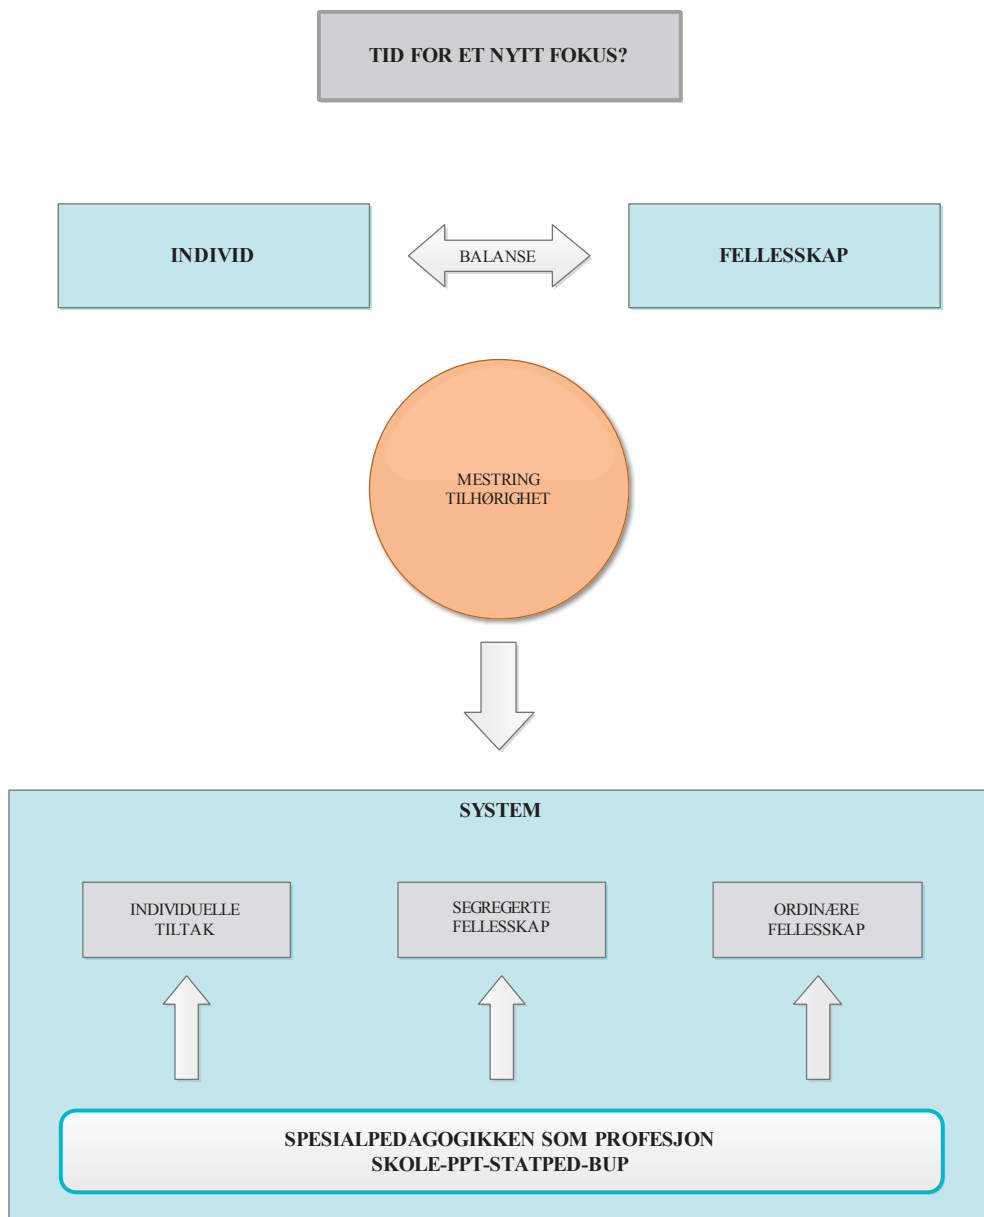 TID FOR ET NYTT FOKUS?
INDIVID
BALANSE
FELLESSKAP
MESTRING
TILHØRIGHET
SYSTEM
INDIVIDUELLE
TILTAK
SEGREGERTE
FELLESSKAP
ORDINÆRE
FELLESSKAP
SPESIALPEDAGOGIKKEN SOM PROFESJON
SKOLE-PPT-STATPED-BUP